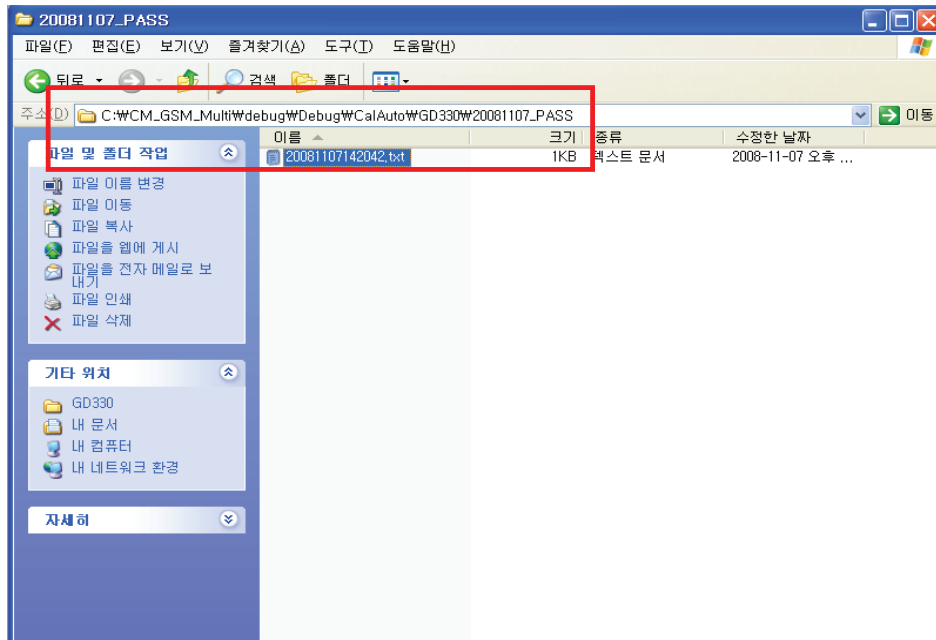 20081107_PASS
파일(F) 편집(E) 보기(V) 즐겨찾기(A) 도구(T) 도움말(H)
뒤로 검색 폴더
주소(D) C:₩CM_GSM_Multi₩debug₩Debug₩CalAuto₩GD330₩20081107_PASS 이동
이름 크기 종류 수정한 날짜
20081107142042.txt 1KB 텍스트 문서 2008-11-07 오후 ...
파일 및 폴더 작업
파일 이름 변경
파일 이동
파일 복사
파일을 웹에 게시
파일을 전자 메일로 보
내기
파일 인쇄
파일 삭제
기타 위치
GD330
내 문서
내 컴퓨터
내 네트워크 환경
자세히